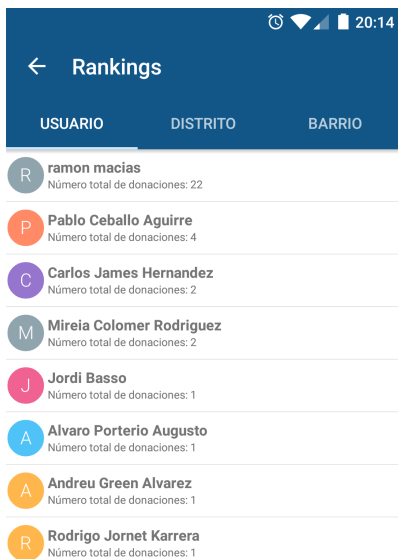 20:14
Rankings
USUARIO DISTRITO BARRIO
R
ramon macias
Número total de donaciones: 22
P
Pablo Ceballo Aguirre
Número total de donaciones: 4
C
Carlos James Hernandez
Número total de donaciones: 2
M
Mireia Colomer Rodriguez
Número total de donaciones: 2
J
Jordi Basso
Número total de donaciones: 1
A
Alvaro Porterio Augusto
Número total de donaciones: 1
A
Andreu Green Alvarez
Número total de donaciones: 1
R
Rodrigo Jornet Karrera
Número total de donaciones: 1